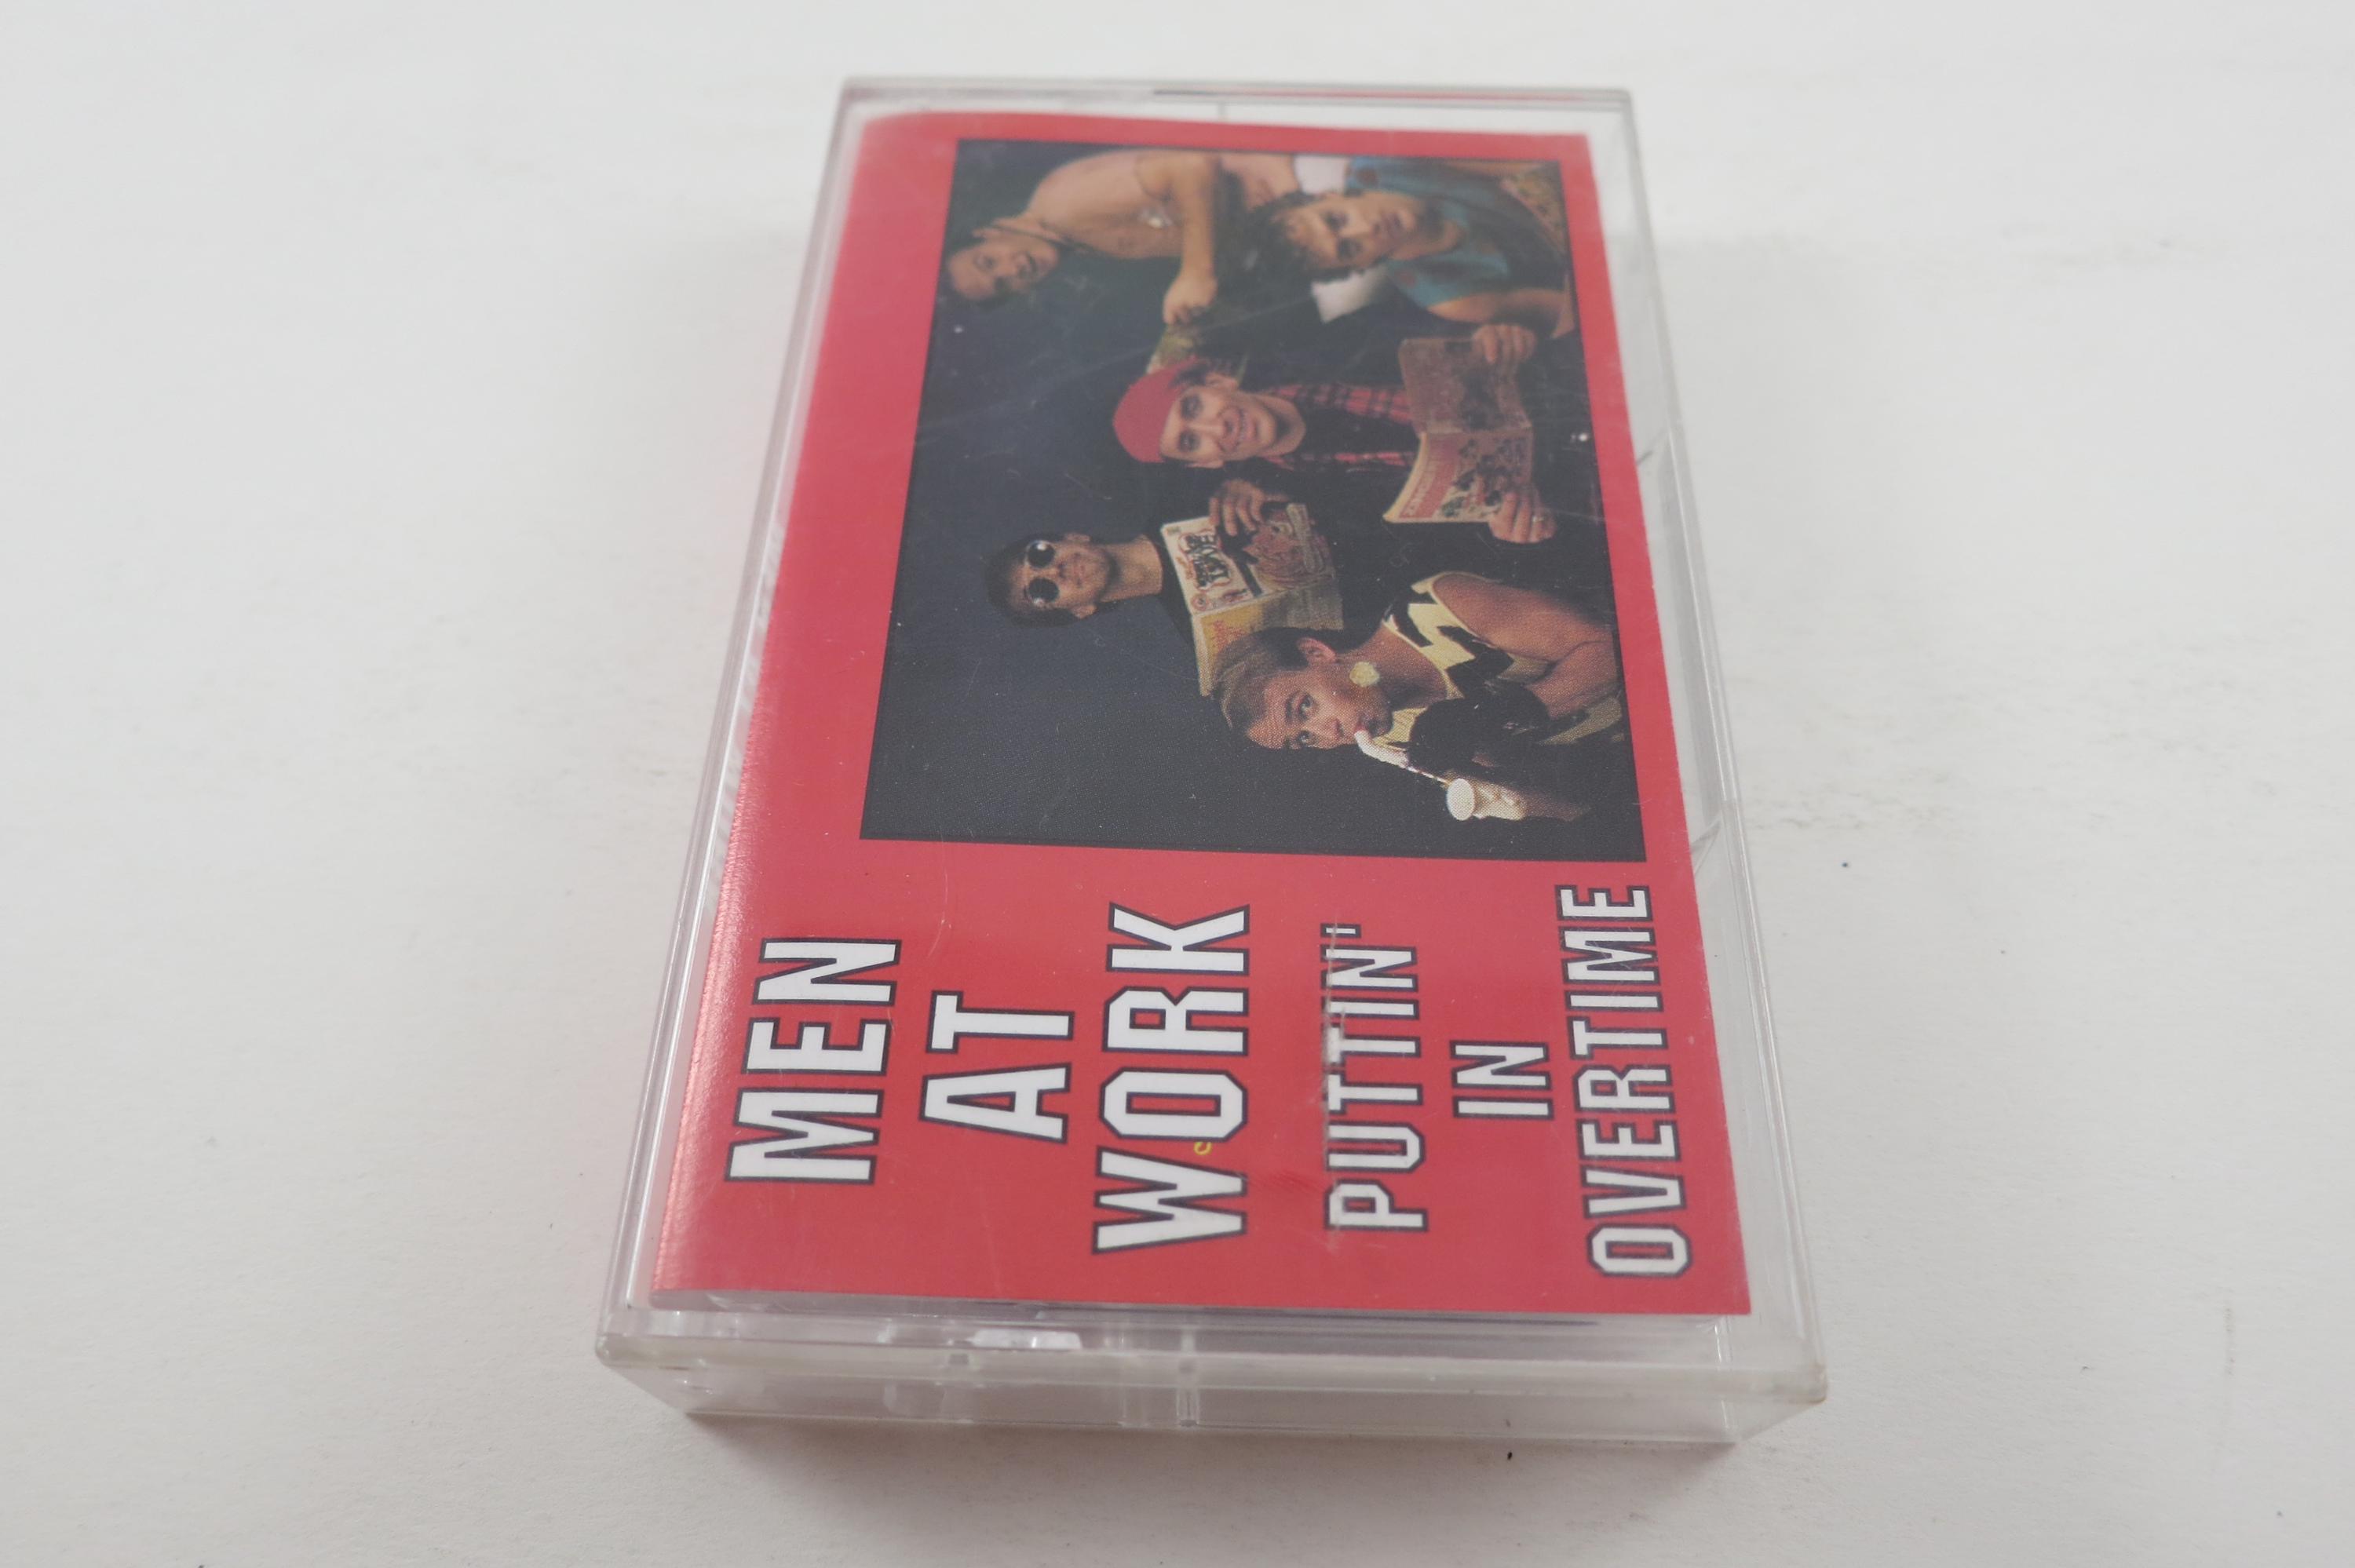 MEN
AT
WORK
PUTTIN'
IN
OVERTIME